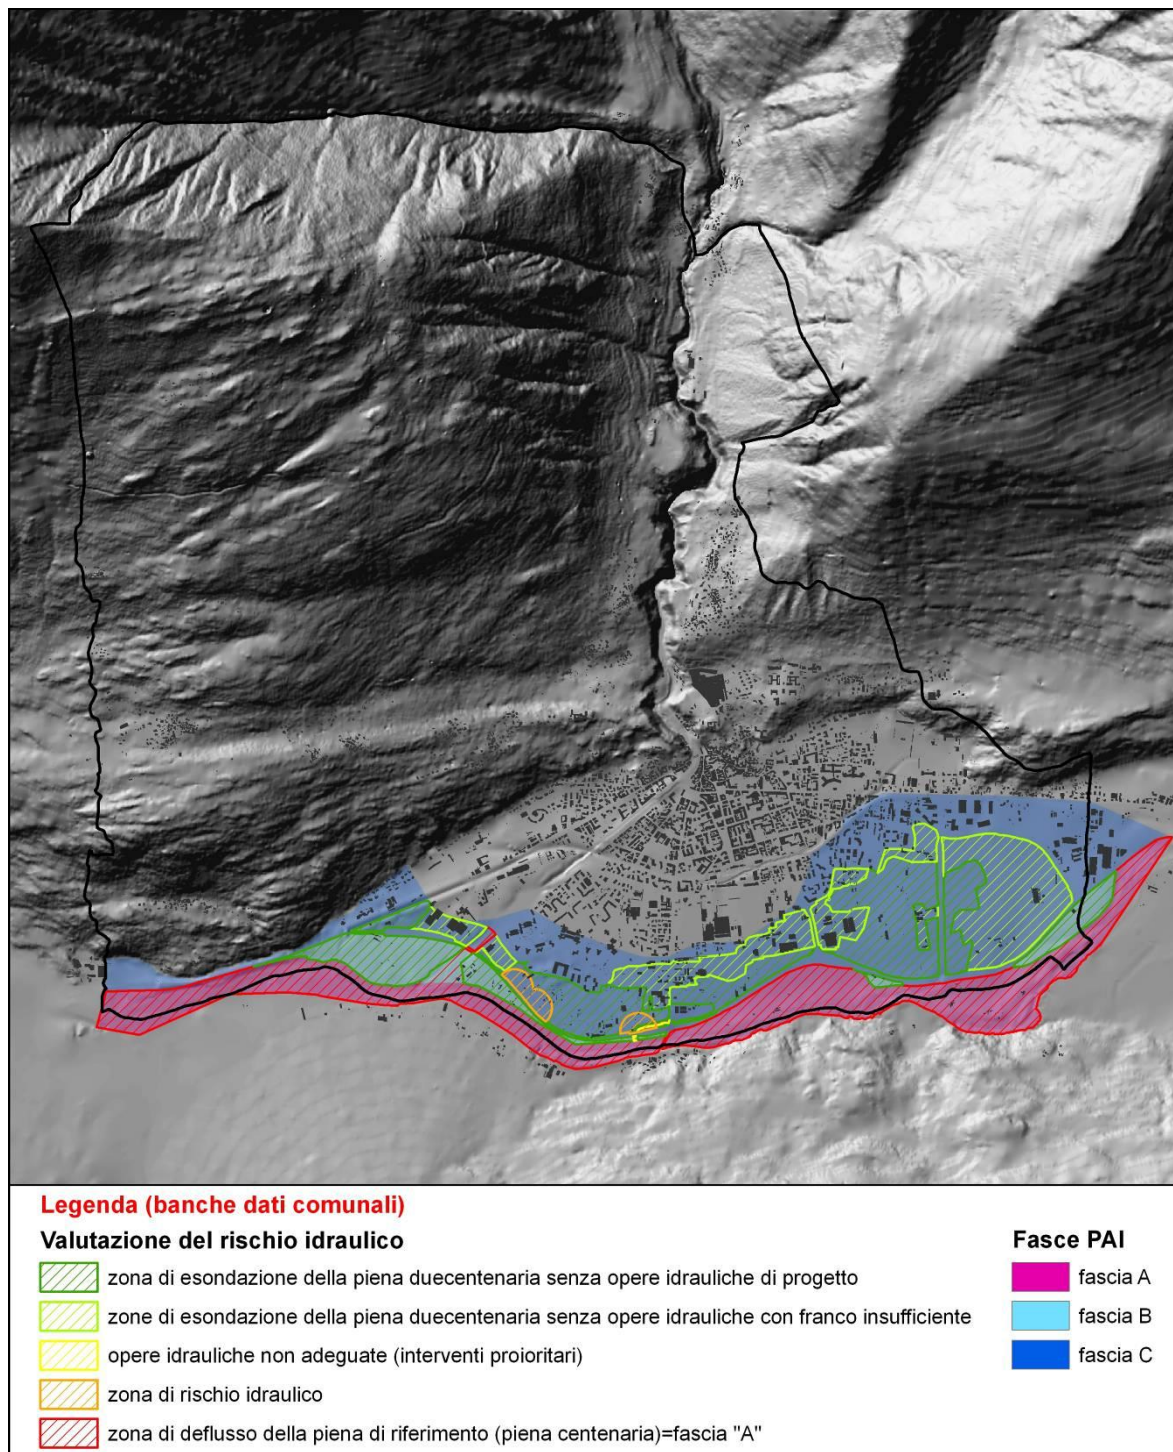 Legenda (banche dati comunali)
Valutazione del rischio idraulico
zona di esondazione della piena duecentenaria senza opere idrauliche di progetto
zone di esondazione della piena duecentenaria senza opere idrauliche con franco insufficiente
opere idrauliche non adeguate (interventi proioritari)
zona di rischio idraulico
zona di deflusso della piena di riferimento (piena centenaria)=fascia "A"
Fasce PAI
fascia A
fascia B
fascia C